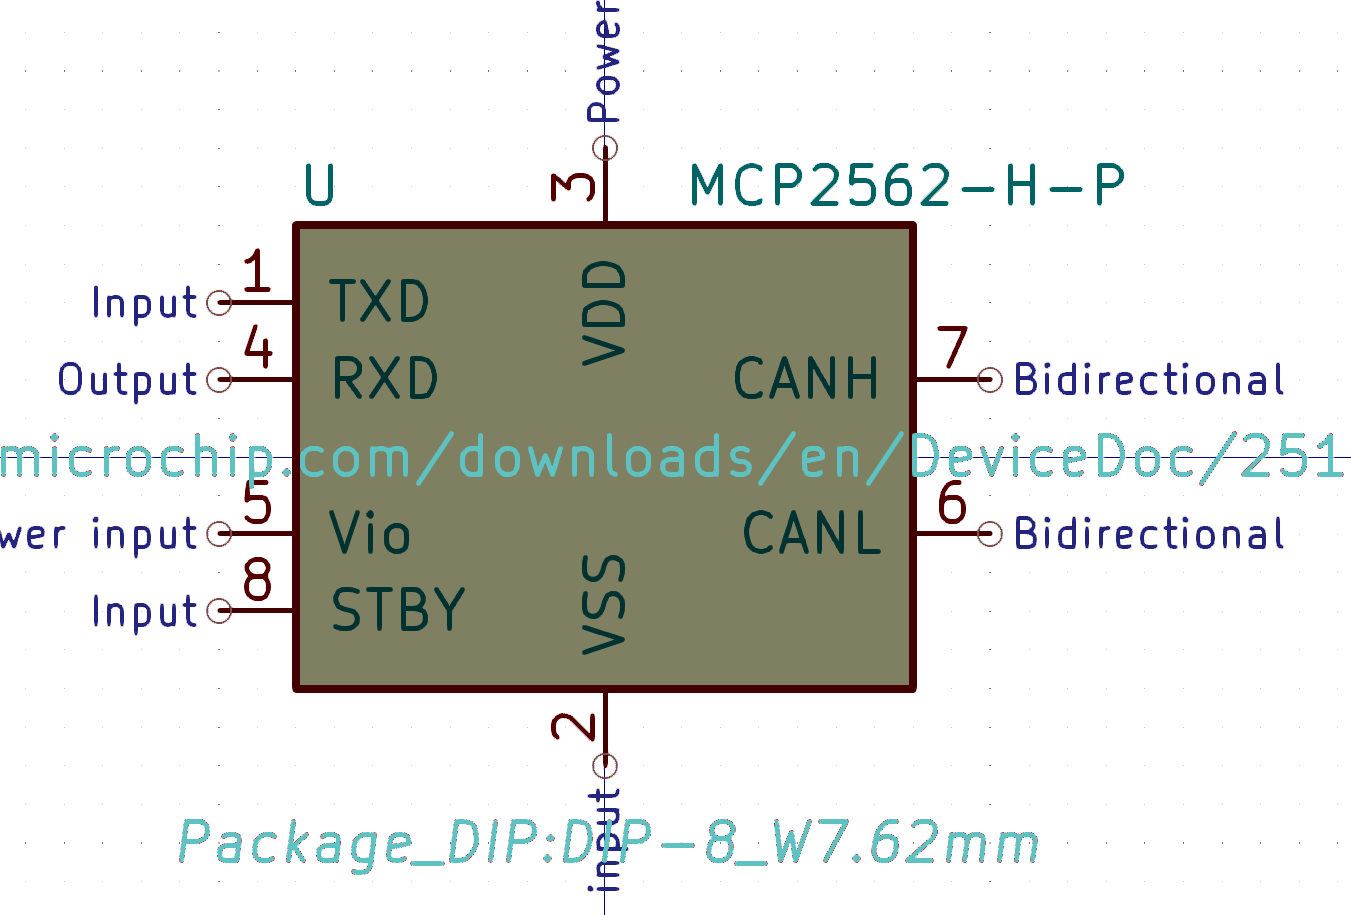 Power
U
MCP2562-H-P
3
1
Input
TXD
VDD
4
Output
RXD
7
CANH
Bidirectional
microchip.com/downloads/en/DeviceDoc/251
5
wer input
Vio
6
CANL
Bidirectional
8
Input
STBY
VSS
2
input
Package_DIP:DIP-8_W7.62mm